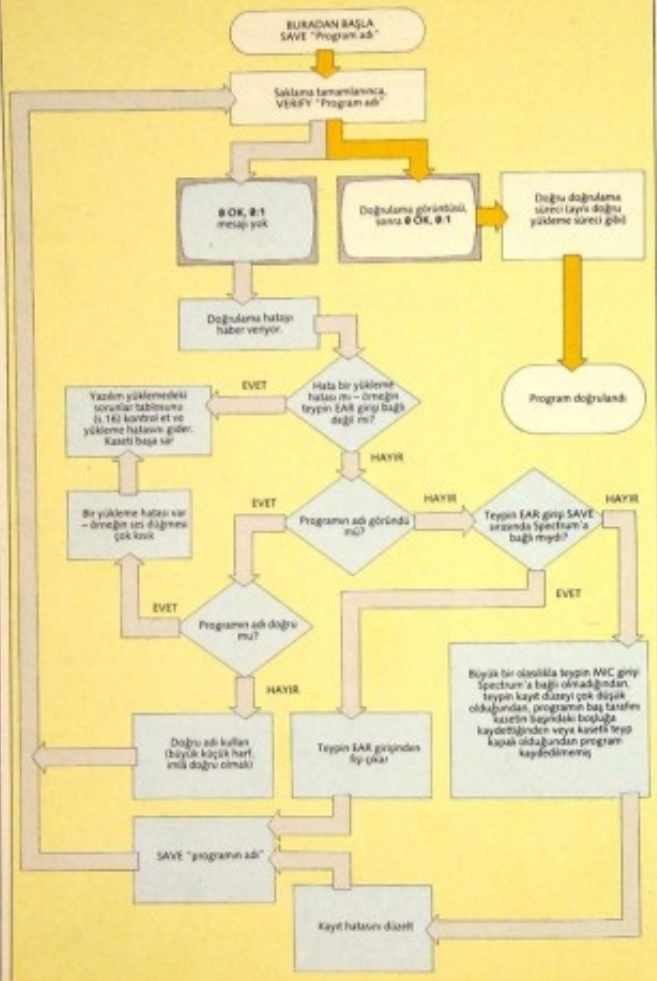 BURADAN BAŞLA
SAVE "Program adı"
Saklama tamamlanınca,
VERIFY "Program adı"
0 OK, 0:1
mesajı yok
Doğrulama görüntüsü,
sonra 0 OK, 0:1
Doğru doğrulama
süreci (aynı doğru
yükleme süreci gibi)
Doğrulama hatayı
haber veriyor.
Program doğrulandı
Hata bir yükleme
hatası mı – örneğin
teypin EAR girişi bağlı
değil mi?
EVET
Yazılım yüklemedeki
sorunlar tablosunu
(s.16) kontrol et ve
yükleme hatasını gider.
Kaseti başa sar
HAYIR
Programın adı göründü
mü?
EVET
HAYIR
Teypin EAR girişi SAVE
sırasında Spectrum'a
bağlı mıydı?
HAYIR
EVET
Bir yükleme hatası var
– örneğin ses düğmesi
çok kısık
EVET
Programın adı doğru
mu?
HAYIR
Büyük bir olasılıkla teypin MIC girişi
Spectrum'a bağlı olmadığından,
teypin kayıt düzeyi çok düşük
olduğundan, programın baş tarafını
kasetin başındaki boşluğa
kaydettiğinden veya kasetli teyp
kapalı olduğundan program
kaydedilmemiş
Doğru adı kullan
(büyük küçük harf,
imlâ doğru olmalı)
Teypin EAR girişinden
fişi çıkar
SAVE "programın adı"
Kayıt hatasını düzelt